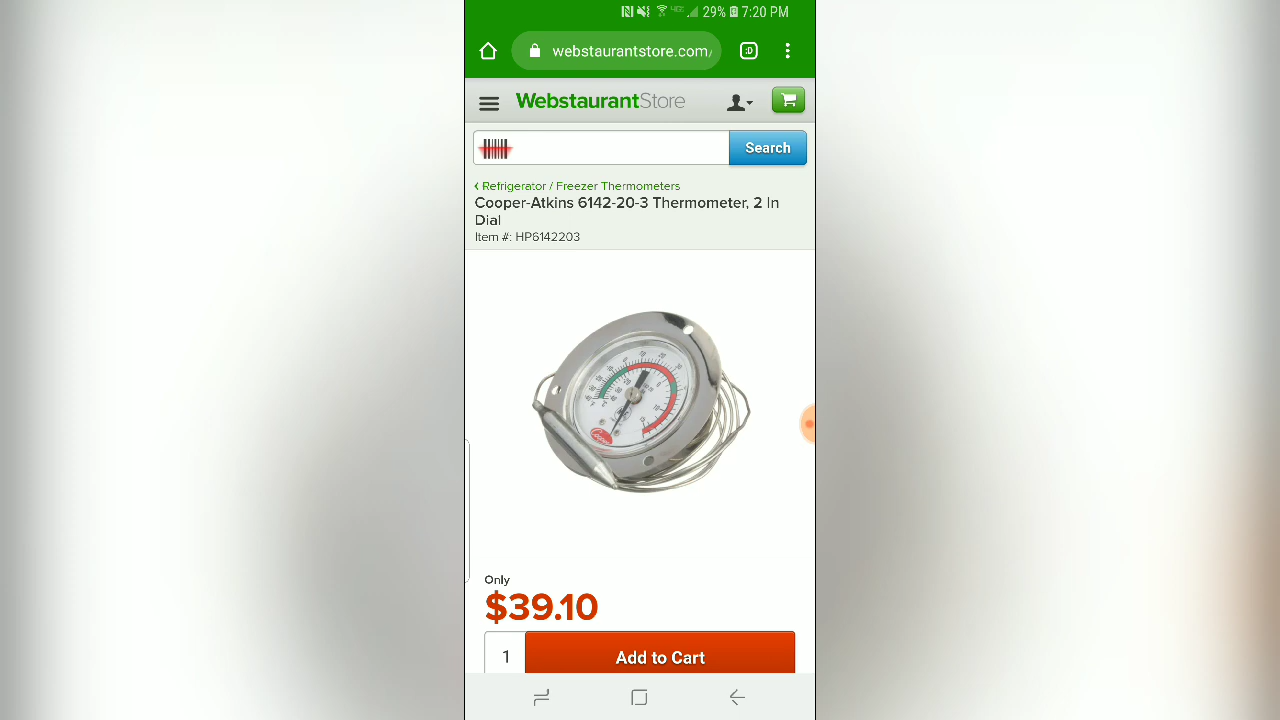 29% 7:20 PM
webstaurantstore.com/
WebstaurantStore
Search
Refrigerator / Freezer Thermometers
Cooper-Atkins 6142-20-3 Thermometer, 2 In
Dial
Item #: HP6142203
Only
$39.10
1 Add to Cart